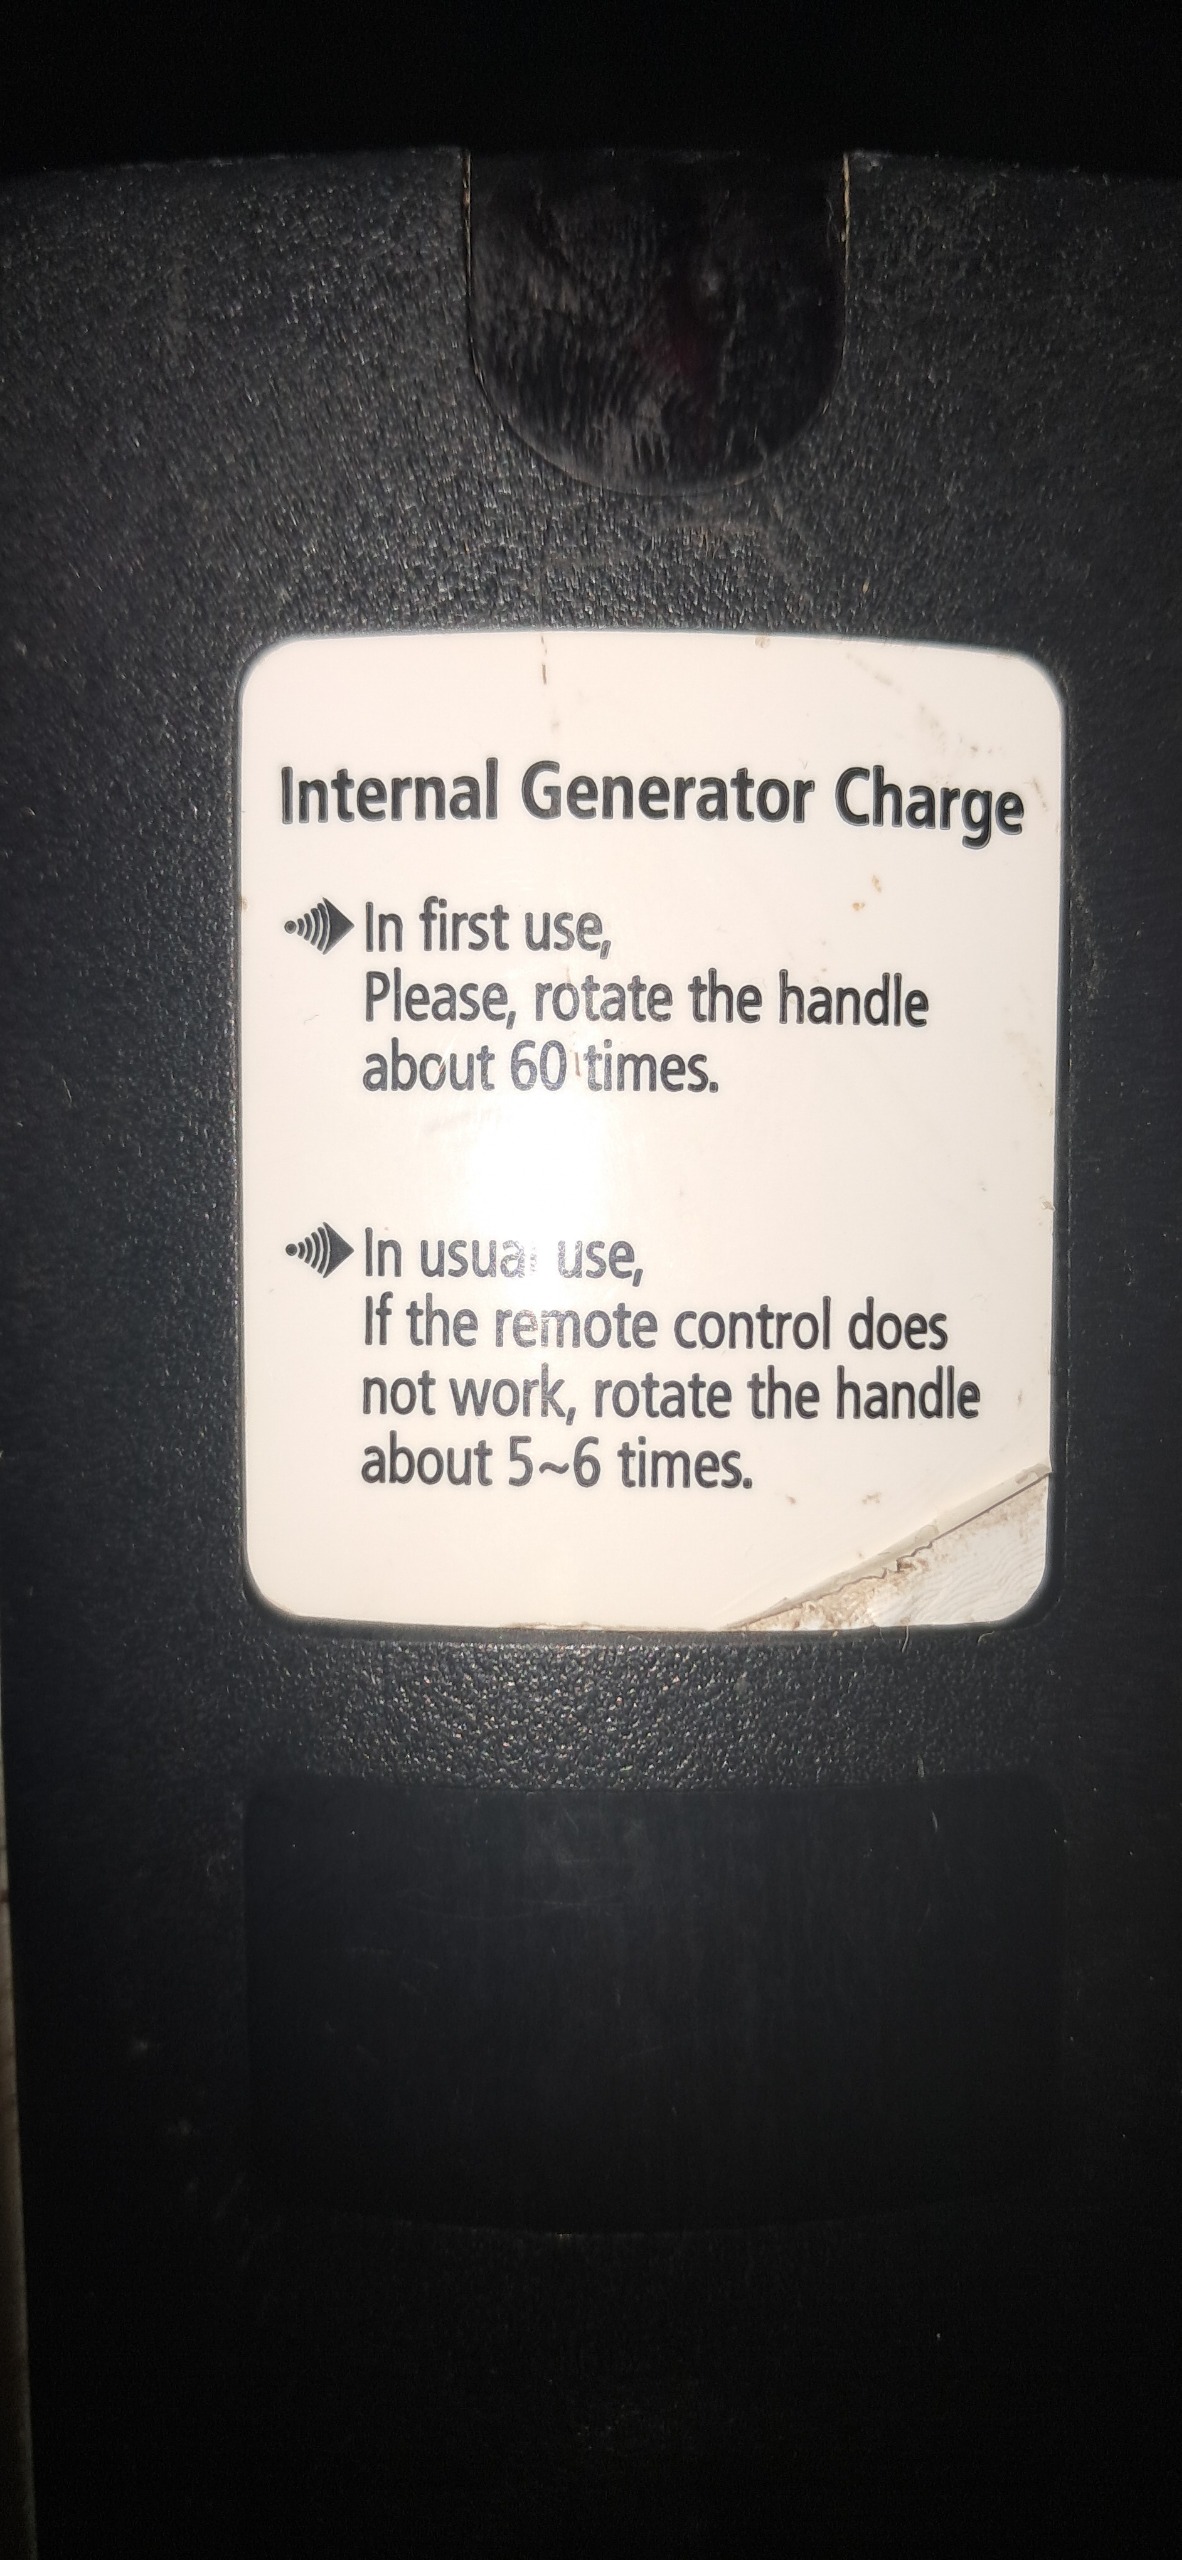 Internal Generator Charge
In first use,
Please, rotate the handle
about 60 times.
In usual use,
If the remote control does
not work, rotate the handle
about 5~6 times.